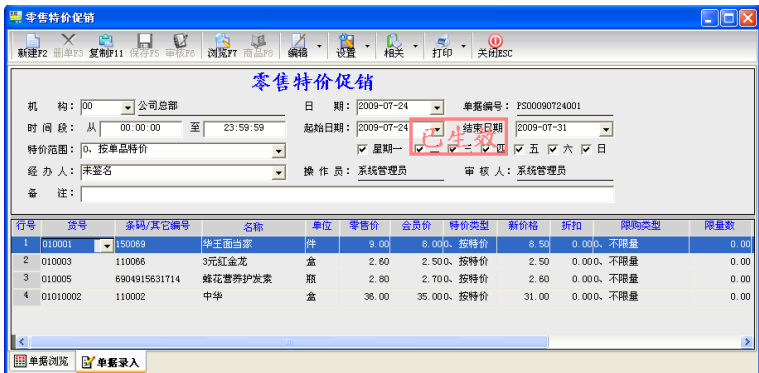 零售特价促销
新建F2 删单F3 复制F11 保存F5 审核F6 浏览F7 商品F8 编辑 设置 相关 打印 关闭ESC
零售特价促销
机 构: 00 公司总部 日 期: 2009-07-24 单据编号: PS00090724001
时 间 段: 从 00:00:00 至 23:59:59 起始日期: 2009-07-24 结束日期 2009-07-31
已生效
特价范围: 0、按单品特价 星期一 二 三 四 五 六 日
经 办 人: 未签名 操 作 员: 系统管理员 审 核 人: 系统管理员
备 注:
行号 货号 条码/其它编号 名称 单位 零售价 会员价 特价类型 新价格 折扣 限购类型 限量数
1 010001 150069 华王面当家 件 9.00 8.00 0、按特价 8.50 0.00 0、不限量 0.00
2 010003 110066 3元红金龙 盒 2.60 2.50 0、按特价 2.50 0.00 0、不限量 0.00
3 010005 6904915631714 蜂花营养护发素 瓶 2.80 2.70 0、按特价 2.60 0.00 0、不限量 0.00
4 01010002 110002 中华 盒 36.00 35.00 0、按特价 31.00 0.00 0、不限量 0.00
单据浏览 单据录入